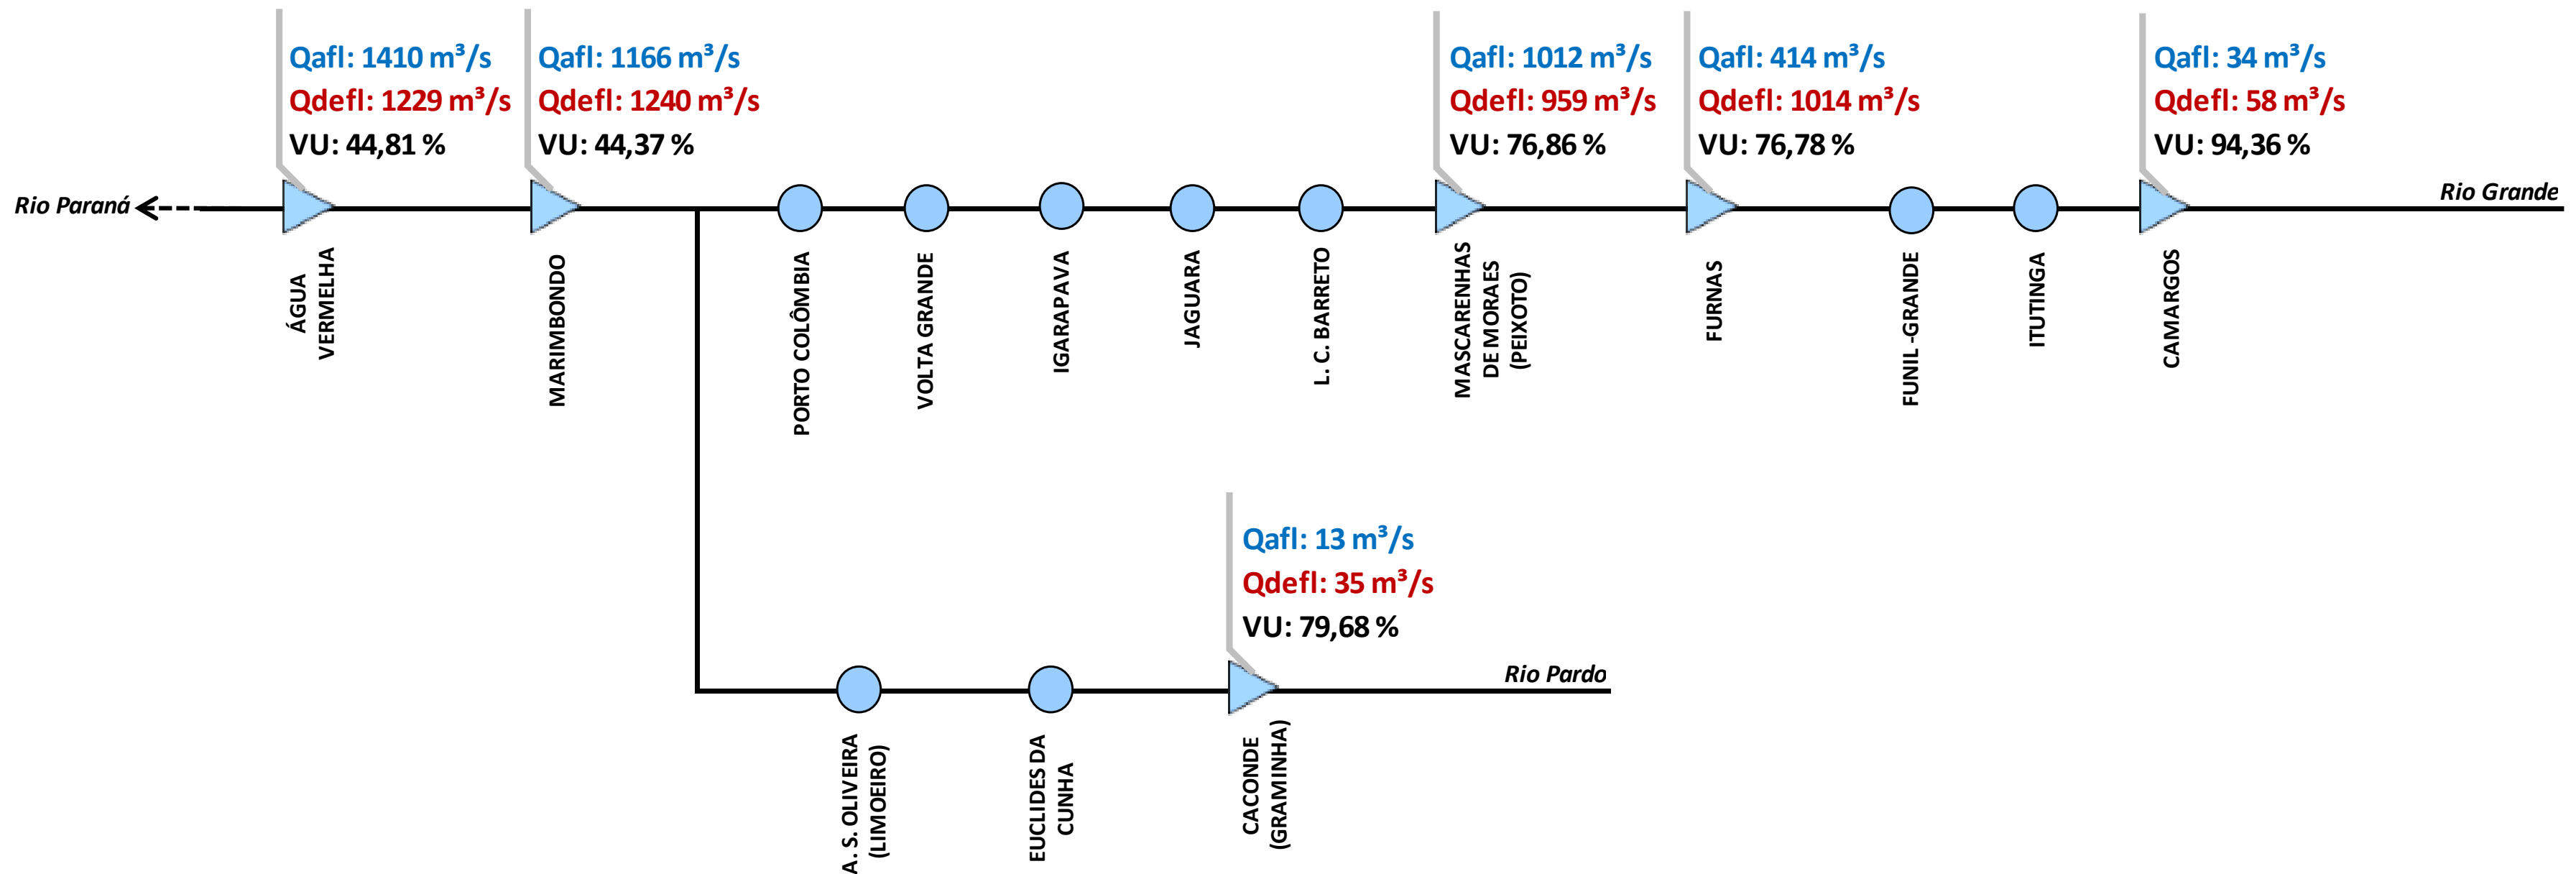 Qafl: 1410 m³/s
Qdefl: 1229 m³/s
VU: 44,81 %
Qafl: 1166 m³/s
Qdefl: 1240 m³/s
VU: 44,37 %
Qafl: 1012 m³/s
Qdefl: 959 m³/s
VU: 76,86 %
Qafl: 414 m³/s
Qdefl: 1014 m³/s
VU: 76,78 %
Qafl: 34 m³/s
Qdefl: 58 m³/s
VU: 94,36 %
Rio Paraná
Rio Grande
ÁGUA
VERMELHA
MARIMBONDO
PORTO COLÔMBIA
VOLTA GRANDE
IGARAPAVA
JAGUARA
L. C. BARRETO
MASCARENHAS
DE MORAES
(PEIXOTO)
FURNAS
FUNIL -GRANDE
ITUTINGA
CAMARGOS
Qafl: 13 m³/s
Qdefl: 35 m³/s
VU: 79,68 %
Rio Pardo
A. S. OLIVEIRA
(LIMOEIRO)
EUCLIDES DA
CUNHA
CACONDE
(GRAMINHA)